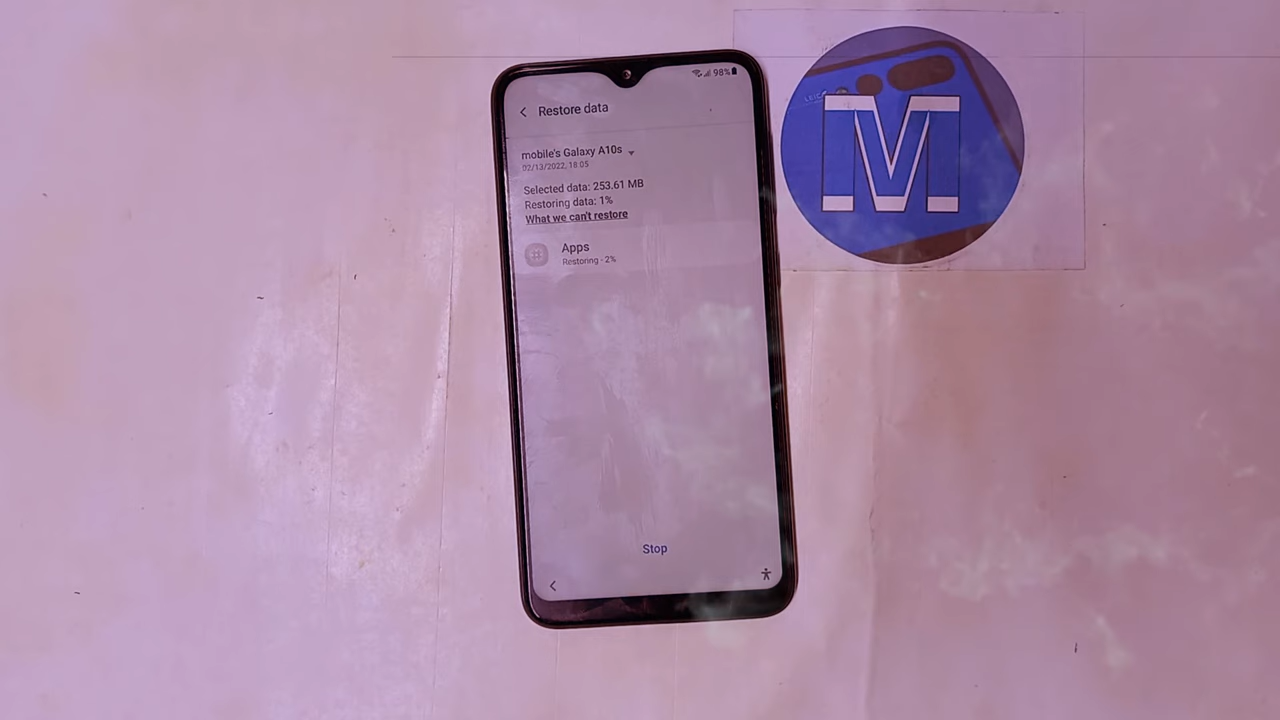 98%
Restore data
mobile's Galaxy A10s
02/13/2022, 18:05
Selected data: 253.61 MB
Restoring data: 1%
What we can't restore
Apps
Restoring - 2%
Stop
LEICA
M